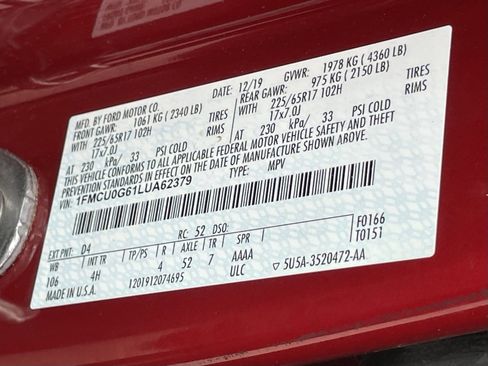 MFD. BY FORD MOTOR CO. DATE: 12/19 GVWR: 1978 KG (4360 LB)
FRONT GAWR: 1061 KG (2340 LB) REAR GAWR: 975 KG (2150 LB)
WITH 225/65R17 102H TIRES WITH 225/65R17 102H TIRES
17x7.0J RIMS 17x7.0J RIMS
AT 230 kPa/ 33 PSI COLD AT 230 kPa/ 33 PSI COLD
THIS VEHICLE CONFORMS TO ALL APPLICABLE FEDERAL MOTOR VEHICLE SAFETY AND THEFT
PREVENTION STANDARDS IN EFFECT ON THE DATE OF MANUFACTURE SHOWN ABOVE.
VIN: 1FMCU0G61LUA62379 TYPE: MPV
F0166
T0151
EXT PNT: D4 RC: 52 DSO:
WB INT TR TP/PS R AXLE TR SPR
106 4H 4 52 7 AAAA
ULC
MADE IN U.S.A. 1201912074695 5U5A-3520472-AA